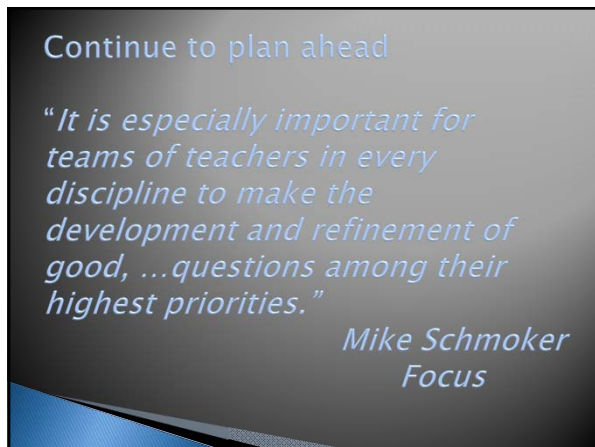 Continue to plan ahead
“It is especially important for
teams of teachers in every
discipline to make the
development and refinement of
good, …questions among their
highest priorities.”
Mike Schmoker
Focus